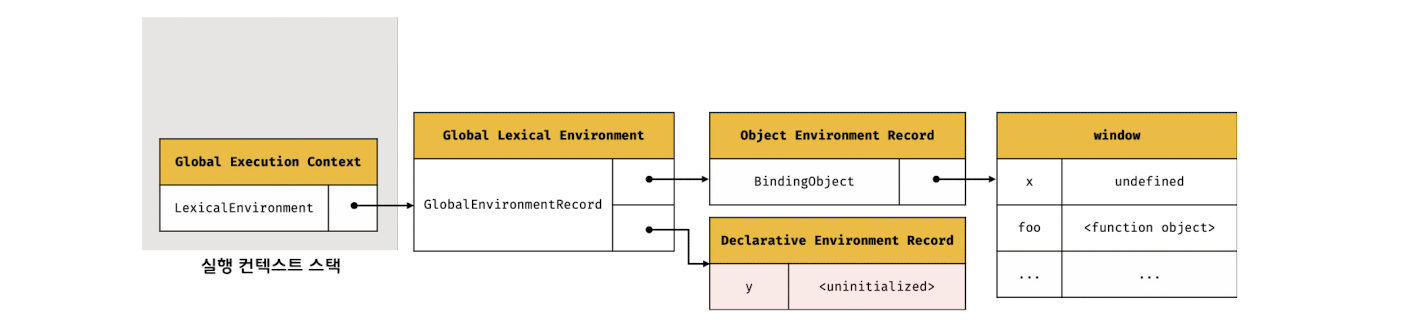 Global Execution Context
LexicalEnvironment
실행 컨텍스트 스택
Global Lexical Environment
GlobalEnvironmentRecord
Object Environment Record
BindingObject
Declarative Environment Record
y <uninitialized>
window
x undefined
foo <function object>
... ...